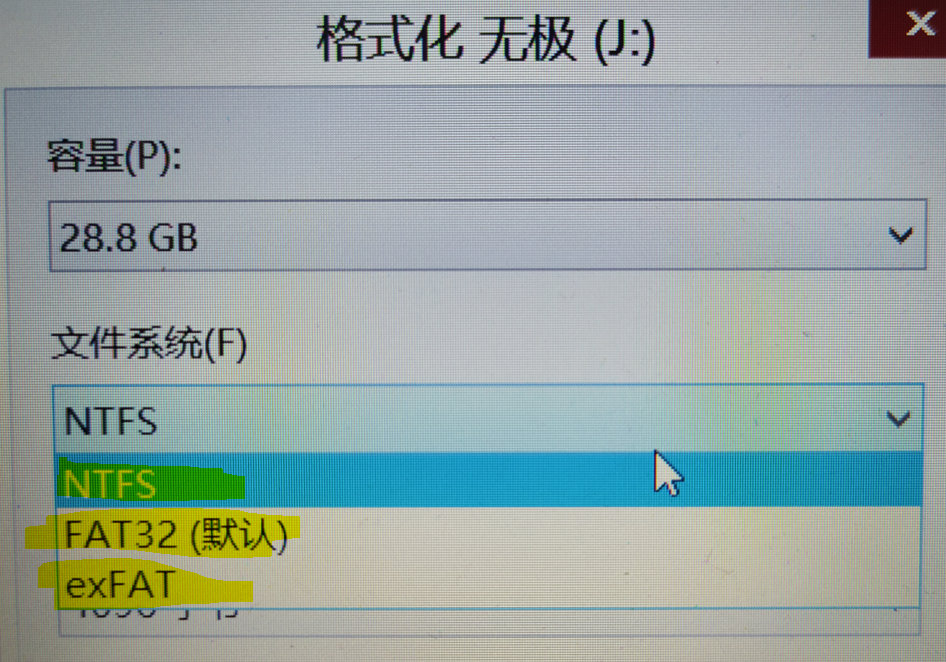 格式化 无极 (J:)
容量(P):
28.8 GB
文件系统(F)
NTFS
NTFS
FAT32 (默认)
exFAT